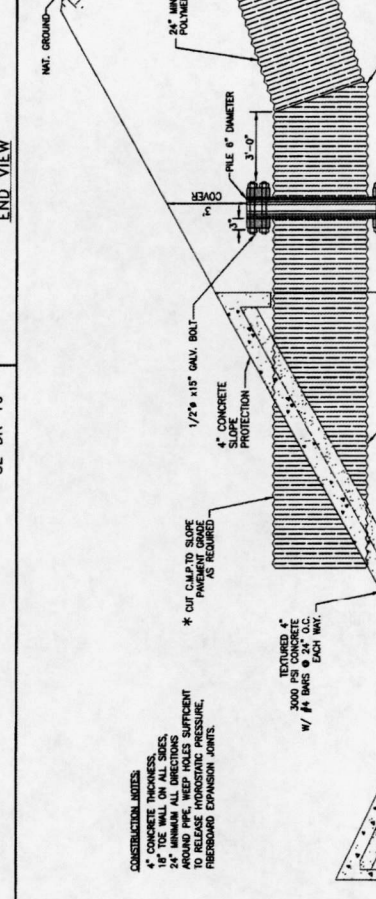 END VIEW
NAT. GROUND
24" MIN
POLYME
PILE 6" DIAMETER
3'-0"
COVER
3"
1/2"ø x15" GALV. BOLT
4" CONCRETE
SLOPE
PROTECTION
* CUT C.M.P.TO SLOPE
PAVEMENT GRADE
AS REQUIRED
TEXTURED 4"
3000 PSI CONCRETE
W/ #4 BARS @ 24" O.C.
EACH WAY.
CONSTRUCTION NOTES:
4" CONCRETE THICKNESS,
18" TOE WALL ON ALL SIDES,
24" MINIMUM ALL DIRECTIONS
AROUND PIPE, WEEP HOLES SUFFICIENT
TO RELEASE HYDROSTATIC PRESSURE,
FIBERBOARD EXPANSION JOINTS.